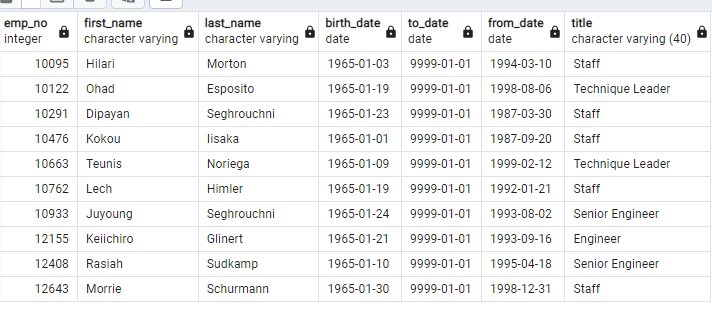 emp_no first_name last_name birth_date to_date from_date title
integer character varying character varying date date date character varying (40)
10095 Hilari Morton 1965-01-03 9999-01-01 1994-03-10 Staff
10122 Ohad Esposito 1965-01-19 9999-01-01 1998-08-06 Technique Leader
10291 Dipayan Seghrouchni 1965-01-23 9999-01-01 1987-03-30 Staff
10476 Kokou Iisaka 1965-01-01 9999-01-01 1987-09-20 Staff
10663 Teunis Noriega 1965-01-09 9999-01-01 1999-02-12 Technique Leader
10762 Lech Himler 1965-01-19 9999-01-01 1992-01-21 Staff
10933 Juyoung Seghrouchni 1965-01-24 9999-01-01 1993-08-02 Senior Engineer
12155 Keiichiro Glinert 1965-01-21 9999-01-01 1993-09-16 Engineer
12408 Rasiah Sudkamp 1965-01-10 9999-01-01 1995-04-18 Senior Engineer
12643 Morrie Schurmann 1965-01-30 9999-01-01 1998-12-31 Staff